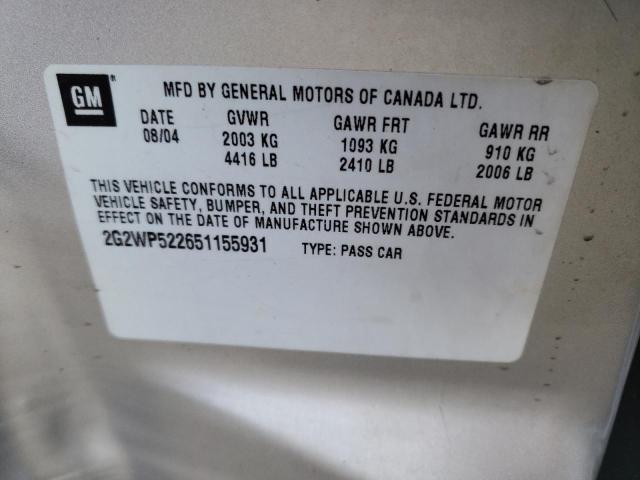 GM
MFD BY GENERAL MOTORS OF CANADA LTD.
DATE GVWR GAWR FRT GAWR RR
08/04 2003 KG 1093 KG 910 KG
4416 LB 2410 LB 2006 LB
THIS VEHICLE CONFORMS TO ALL APPLICABLE U.S. FEDERAL MOTOR
VEHICLE SAFETY, BUMPER, AND THEFT PREVENTION STANDARDS IN
EFFECT ON THE DATE OF MANUFACTURE SHOWN ABOVE.
2G2WP522651155931 TYPE: PASS CAR